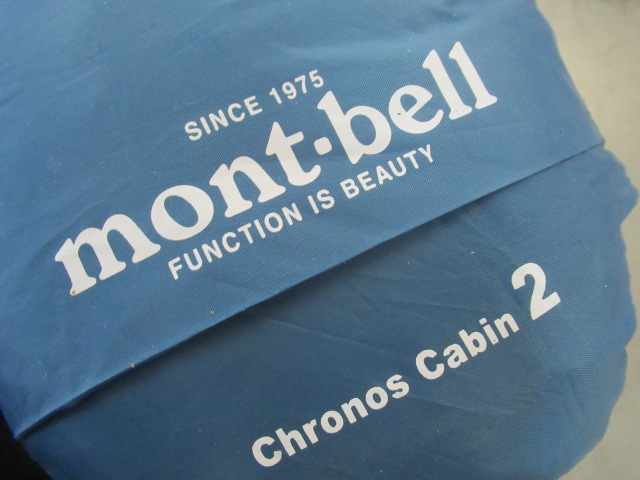 SINCE 1975
mont·bell
FUNCTION IS BEAUTY
Chronos Cabin 2